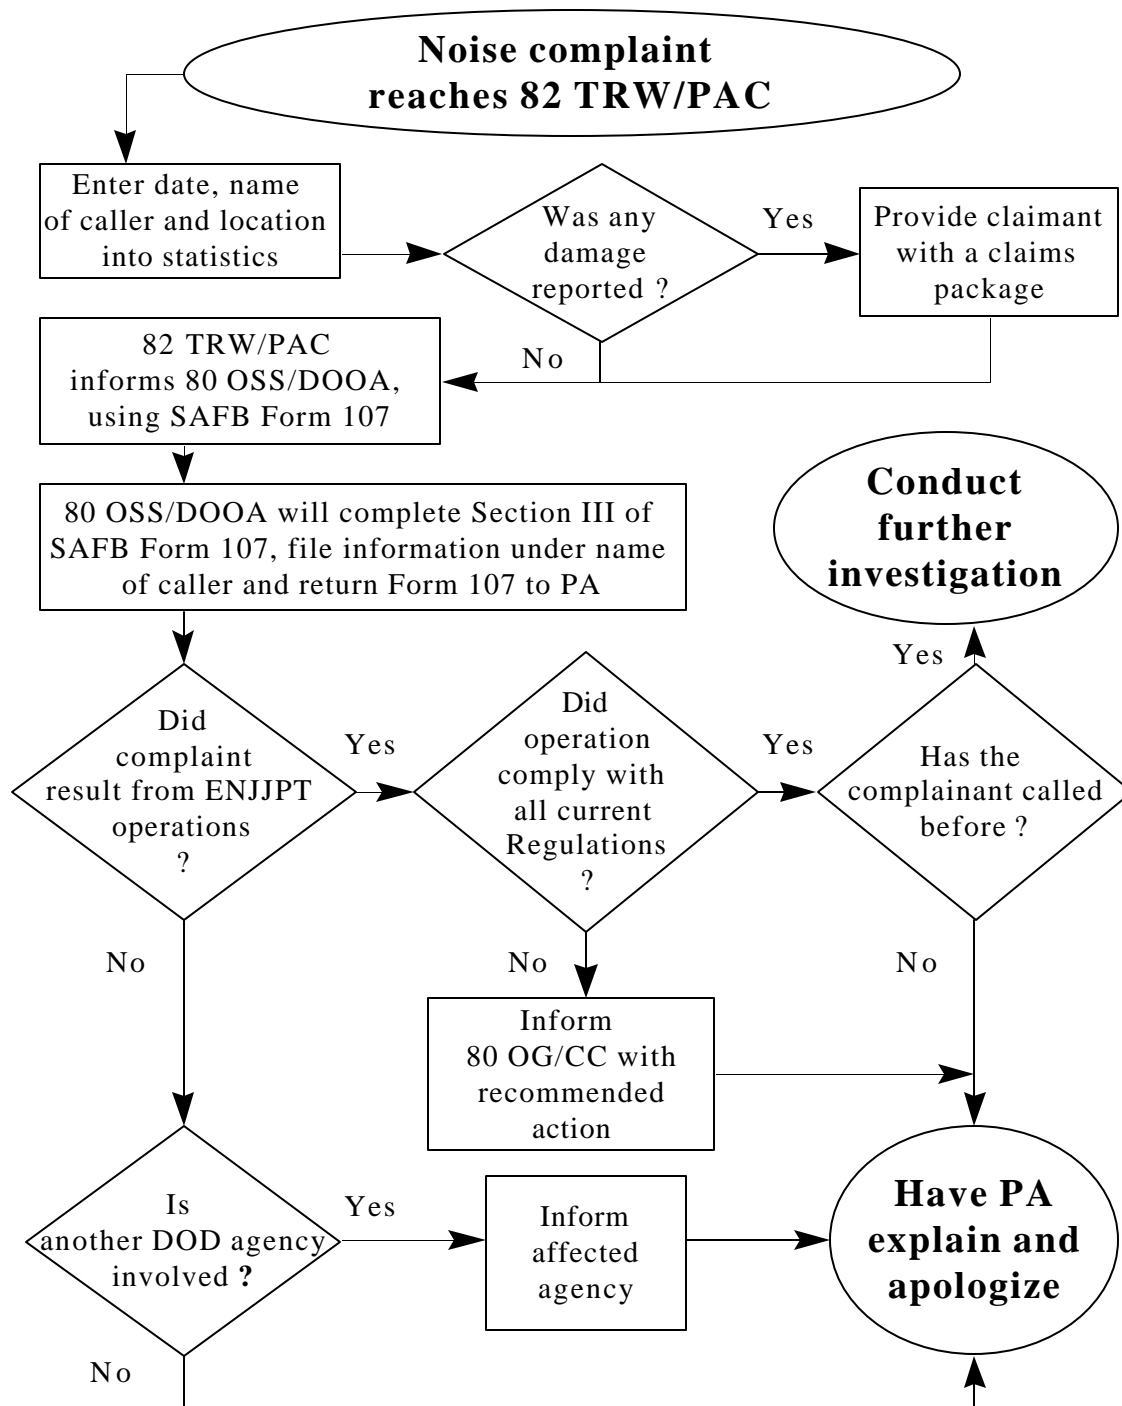 Noise complaint
reaches 82 TRW/PAC
Enter date, name
of caller and location
into statistics
Was any
damage
reported ?
Yes
Provide claimant
with a claims
package
No
82 TRW/PAC
informs 80 OSS/DOOA,
using SAFB Form 107
80 OSS/DOOA will complete Section III of
SAFB Form 107, file information under name
of caller and return Form 107 to PA
Conduct
further
investigation
Yes
Did
complaint
result from ENJJPT
operations
?
Yes
Did
operation
comply with
all current
Regulations
?
Yes
Has the
complainant called
before ?
No
No
No
Inform
80 OG/CC with
recommended
action
Is
another DOD agency
involved ?
Yes
Inform
affected
agency
Have PA
explain and
apologize
No